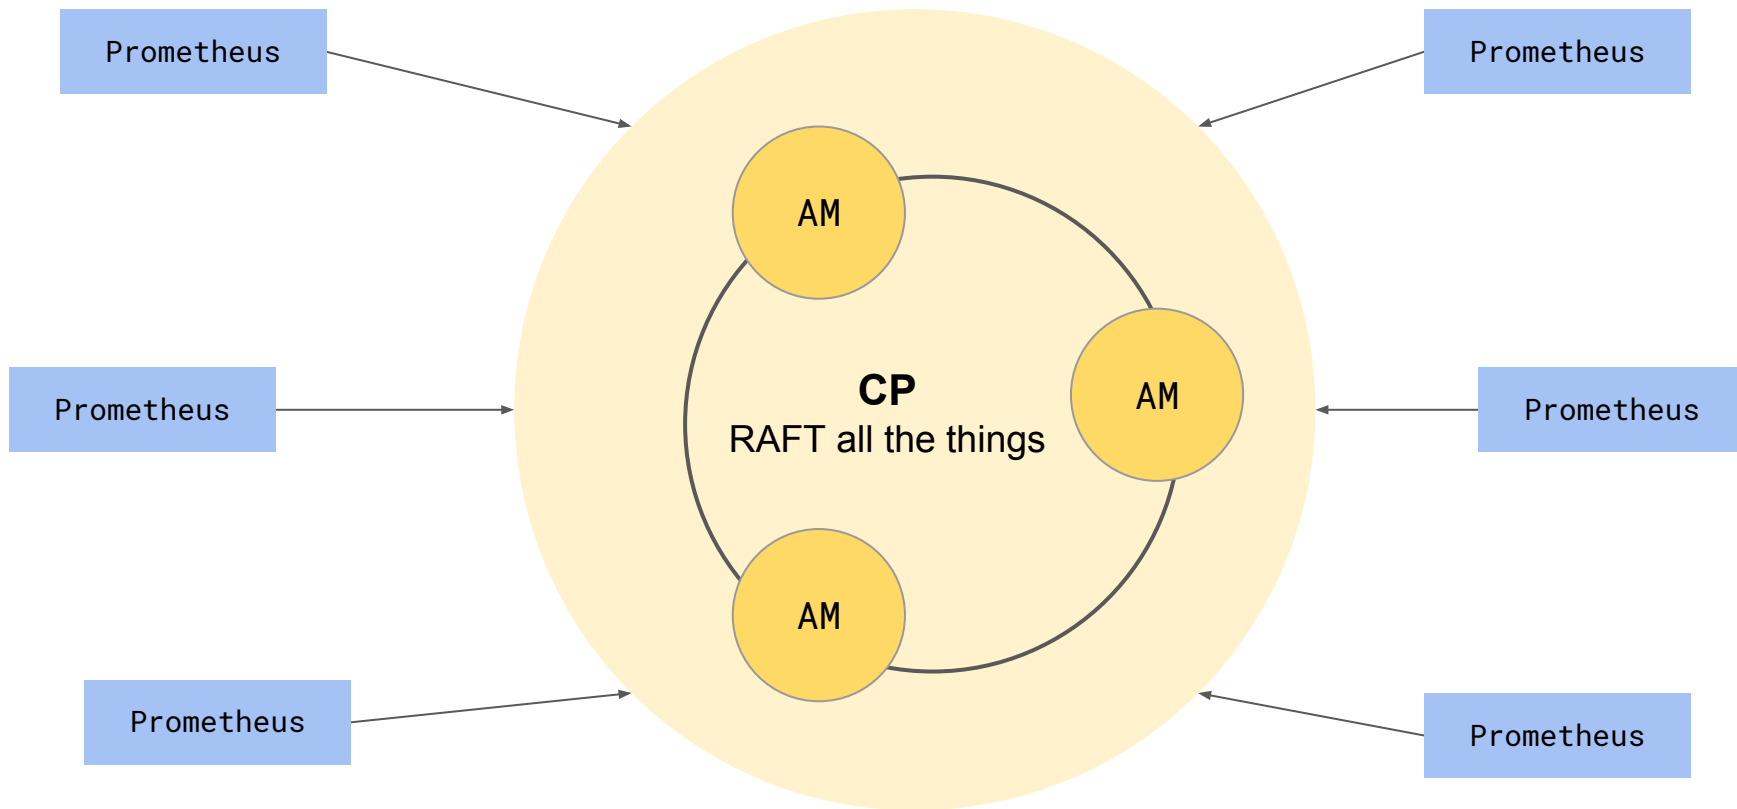 Prometheus
Prometheus
AM
AM
CP
RAFT all the things
Prometheus
Prometheus
AM
Prometheus
Prometheus